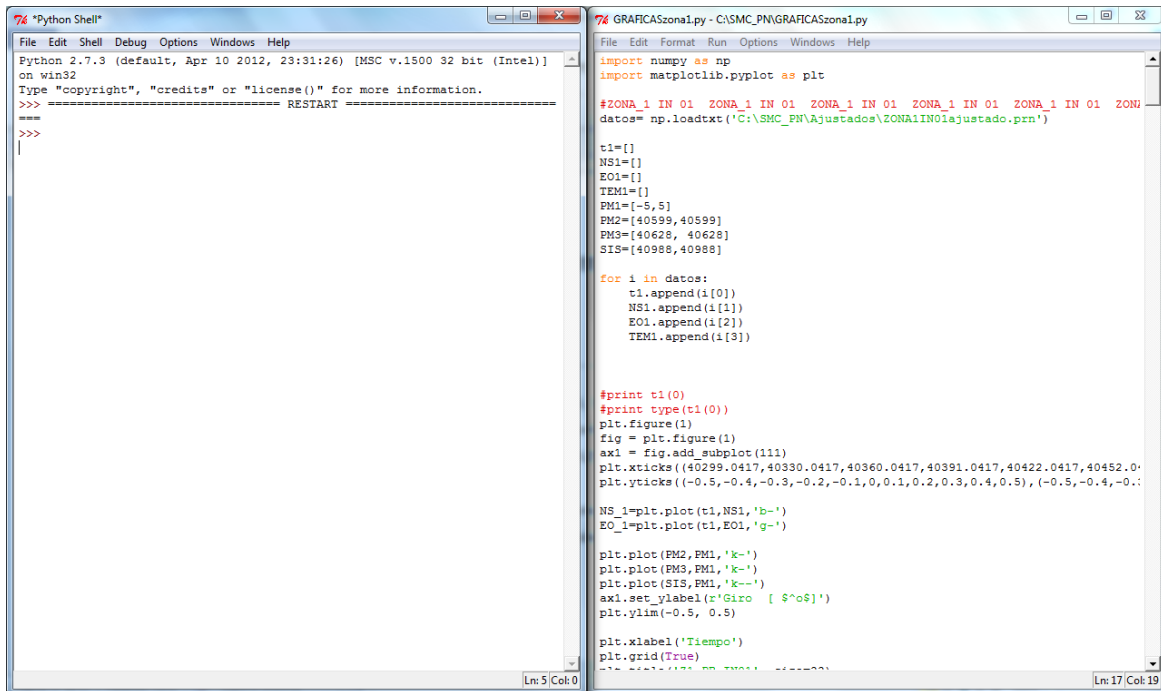 *Python Shell*
File Edit Shell Debug Options Windows Help
Python 2.7.3 (default, Apr 10 2012, 23:31:26) [MSC v.1500 32 bit (Intel)]
on win32
Type "copyright", "credits" or "license()" for more information.
>>> ================================ RESTART =============================
===
>>>
Ln: 5 Col: 0
GRAFICASzona1.py - C:\SMC_PN\GRAFICASzona1.py
File Edit Format Run Options Windows Help
import numpy as np
import matplotlib.pyplot as plt
#ZONA_1 IN 01  ZONA_1 IN 01  ZONA_1 IN 01  ZONA_1 IN 01  ZONA_1 IN 01  ZONA
datos= np.loadtxt('C:\SMC_PN\Ajustados\ZONA1IN01ajustado.prn')
t1=[]
NS1=[]
EO1=[]
TEM1=[]
PM1=[-5,5]
PM2=[40599,40599]
PM3=[40628, 40628]
SIS=[40988,40988]
for i in datos:
    t1.append(i[0])
    NS1.append(i[1])
    EO1.append(i[2])
    TEM1.append(i[3])
#print t1(0)
#print type(t1(0))
plt.figure(1)
fig = plt.figure(1)
ax1 = fig.add_subplot(111)
plt.xticks((40299.0417,40330.0417,40360.0417,40391.0417,40422.0417,40452.04
plt.yticks((-0.5,-0.4,-0.3,-0.2,-0.1,0,0.1,0.2,0.3,0.4,0.5),(-0.5,-0.4,-0.3
NS_1=plt.plot(t1,NS1,'b-')
EO_1=plt.plot(t1,EO1,'g-')
plt.plot(PM2,PM1,'k-')
plt.plot(PM3,PM1,'k-')
plt.plot(SIS,PM1,'k--')
ax1.set_ylabel(r'Giro  [ $^o$]')
plt.ylim(-0.5, 0.5)
plt.xlabel('Tiempo')
plt.grid(True)
Ln: 17 Col: 19